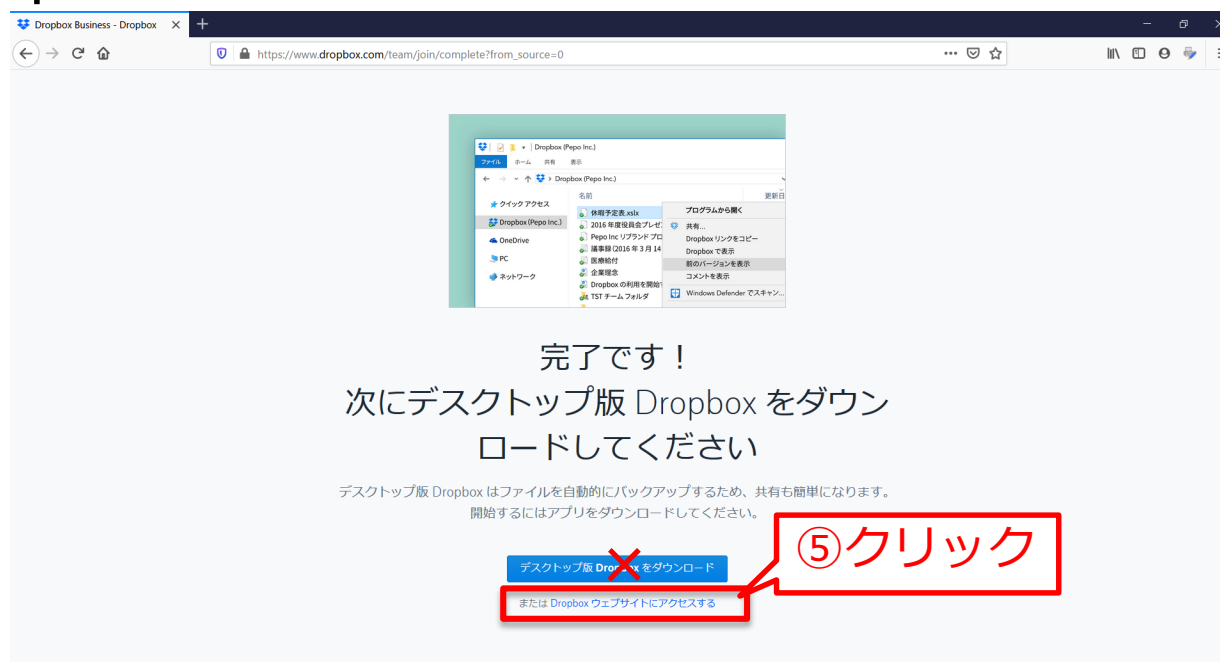 Dropbox Business - Dropbox
https://www.dropbox.com/team/join/complete?from_source=0
Dropbox (Pepo Inc.)
ファイル ホーム 共有 表示
Dropbox (Pepo Inc.)
名前 更新日
クイック アクセス
Dropbox (Pepo Inc.)
OneDrive
PC
ネットワーク
休暇予定表.xslx
2016 年度役員会プレゼ
Pepo Inc リブランド プロ
議事録 (2016 年 3 月 14
医療給付
企業理念
Dropbox の利用を開始
TST チーム フォルダ
プログラムから開く
共有...
Dropbox リンクをコピー
Dropbox で表示
前のバージョンを表示
コメントを表示
Windows Defender でスキャン...
完了です！
次にデスクトップ版 Dropbox をダウン
ロードしてください
デスクトップ版 Dropbox はファイルを自動的にバックアップするため、共有も簡単になります。
開始するにはアプリをダウンロードしてください。
⑤クリック
デスクトップ版 Dropbox をダウンロード
または Dropbox ウェブサイトにアクセスする